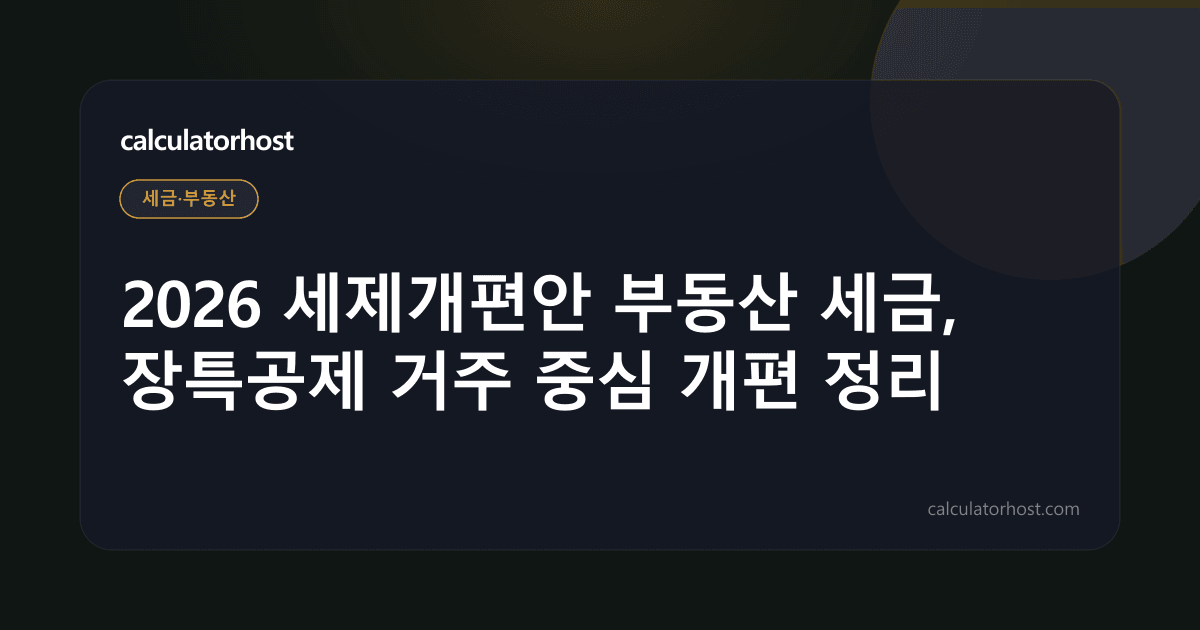 calculatorhost
세금·부동산
2026 세제개편안 부동산 세금,
장특공제 거주 중심 개편 정리
calculatorhost.com